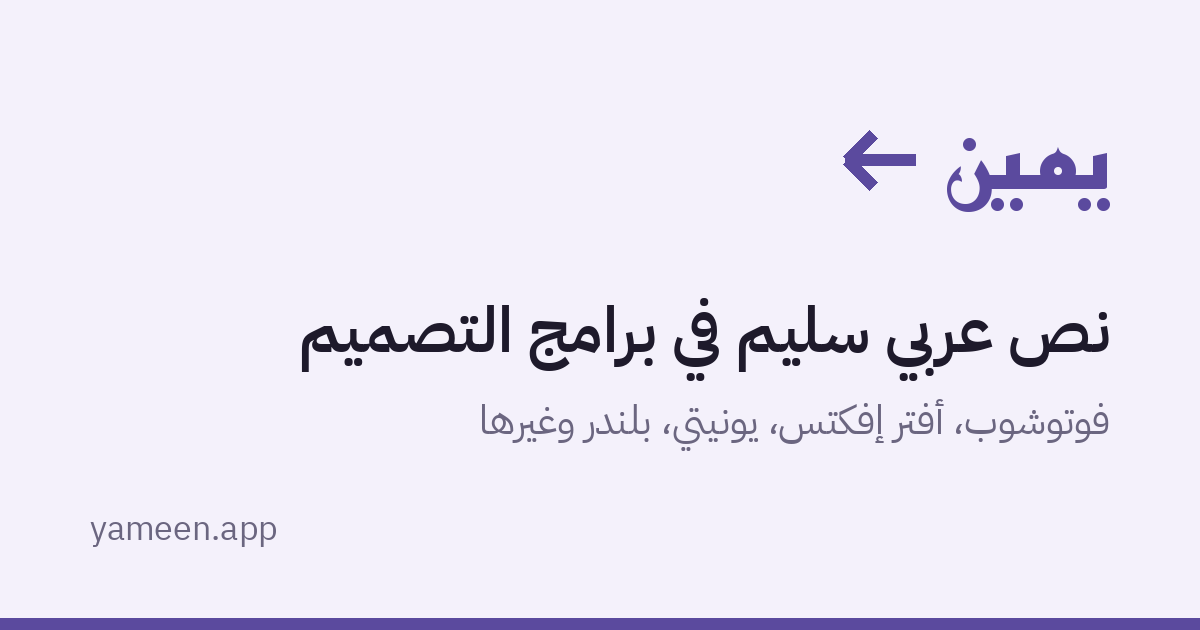 يمين ←
نص عربي سليم في برامج التصميم
فوتوشوب، أفتر إفكتس، يونيتي، بلندر وغيرها
yameen.app